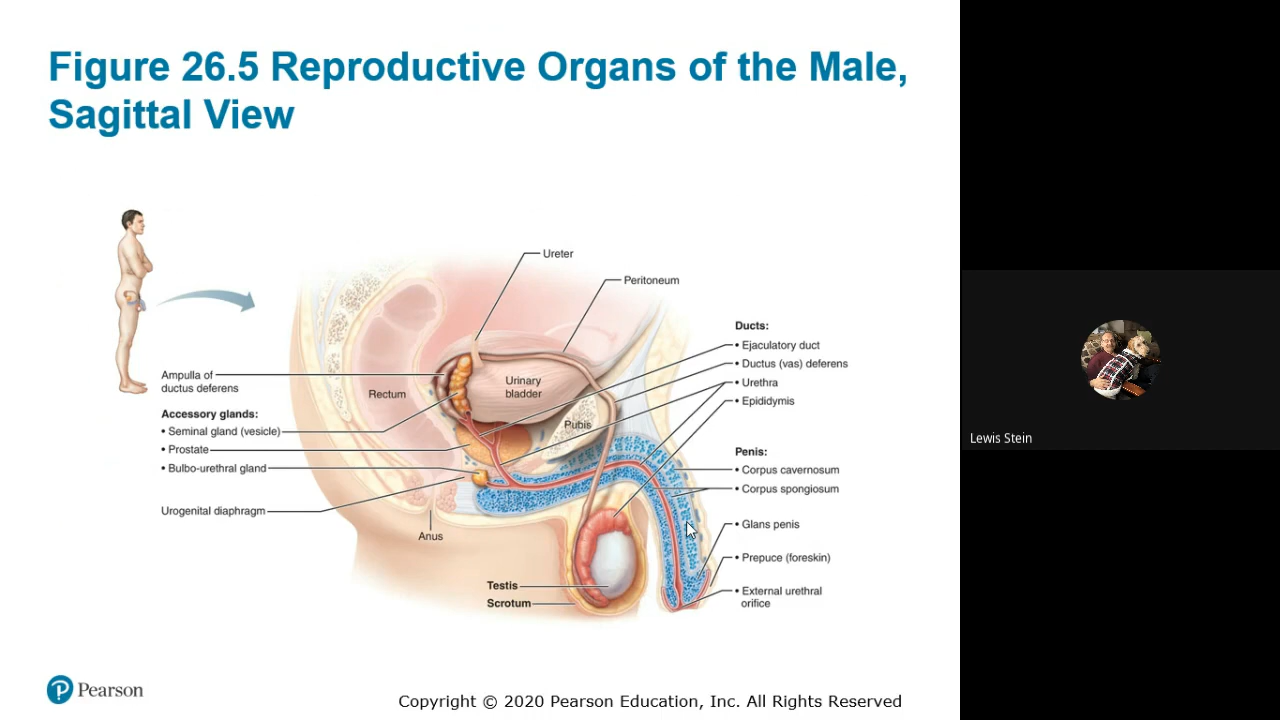 Figure 26.5 Reproductive Organs of the Male,
Sagittal View
Ureter
Peritoneum
Ampulla of
ductus deferens
Accessory glands:
• Seminal gland (vesicle)
• Prostate
• Bulbo-urethral gland
Urogenital diaphragm
Rectum
Urinary
bladder
Pubis
Anus
Testis
Scrotum
Ducts:
• Ejaculatory duct
• Ductus (vas) deferens
• Urethra
• Epididymis
Penis:
• Corpus cavernosum
• Corpus spongiosum
• Glans penis
• Prepuce (foreskin)
• External urethral
orifice
Lewis Stein
P Pearson
Copyright © 2020 Pearson Education, Inc. All Rights Reserved